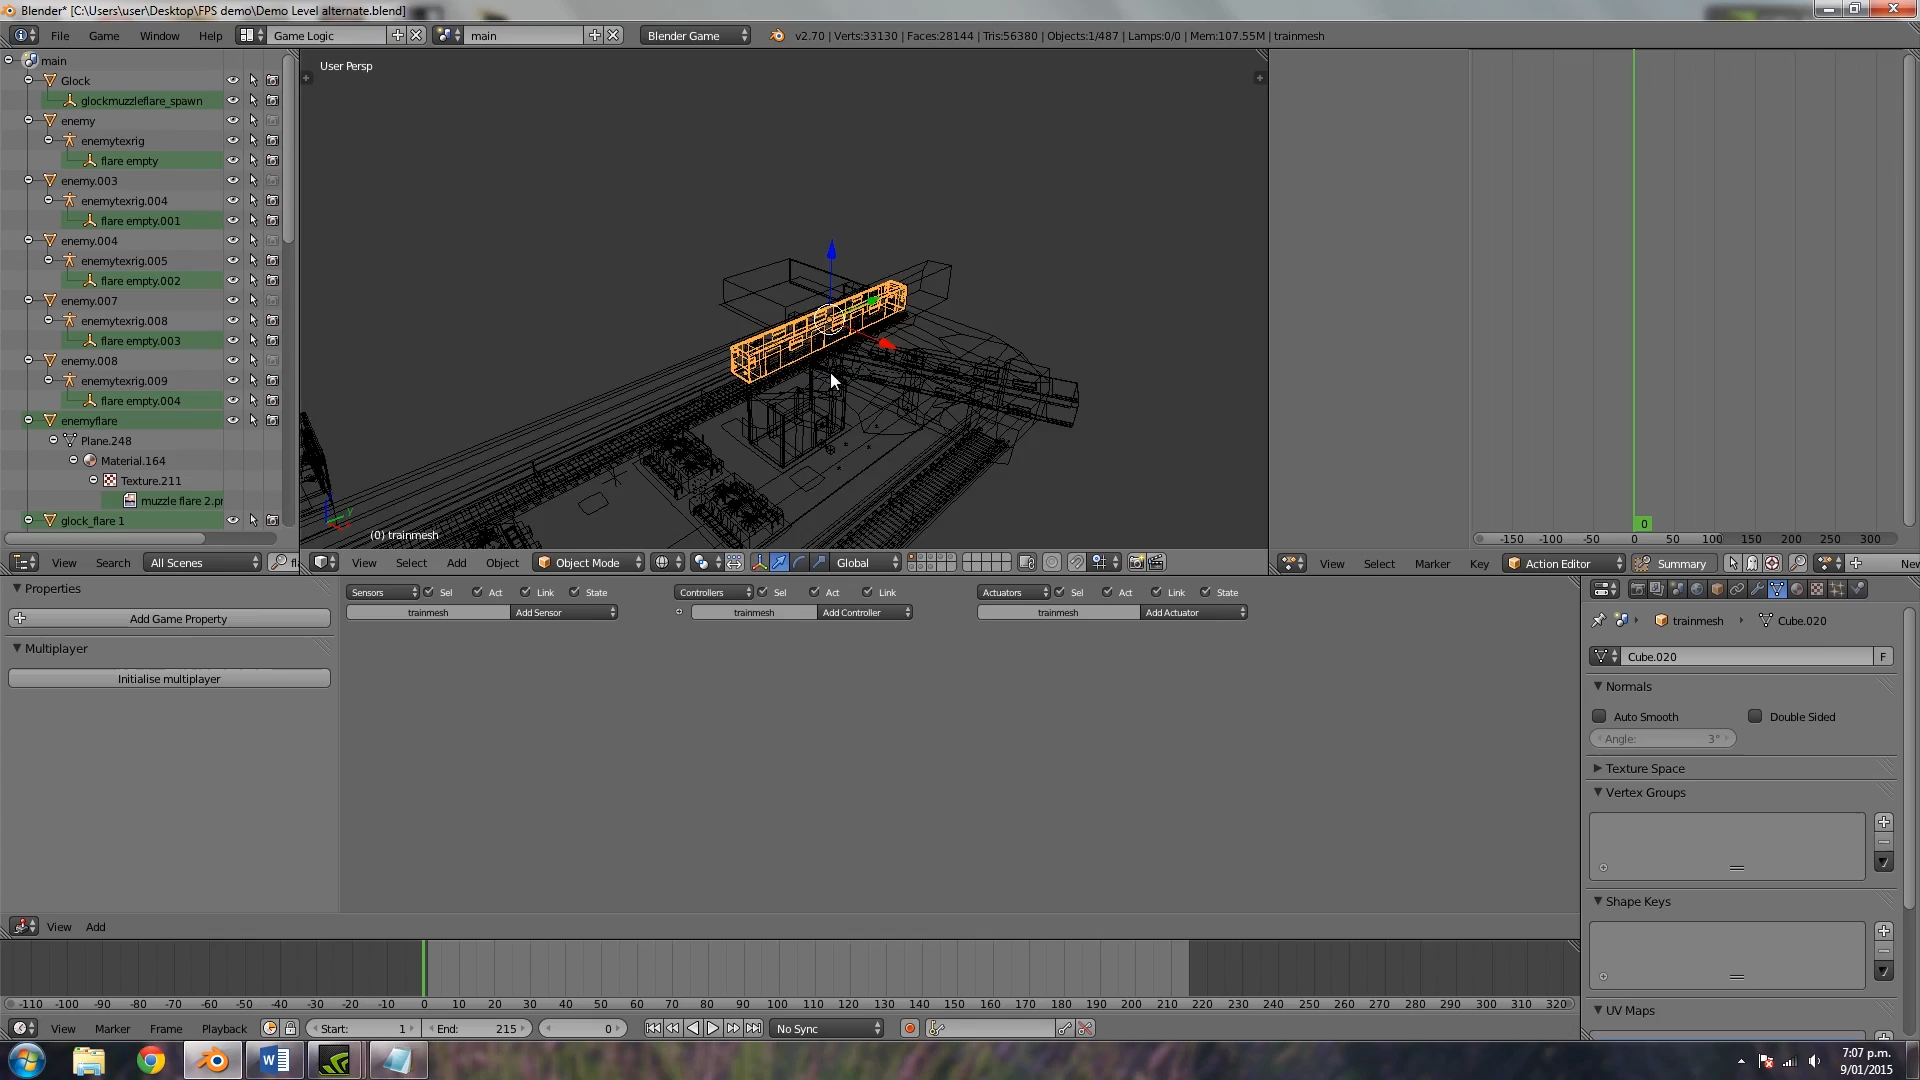 Blender* [C:\Users\user\Desktop\FPS demo\Demo Level alternate.blend]
File Game Window Help Game Logic main Blender Game v2.70 | Verts:33130 | Faces:28144 | Tris:56380 | Objects:1/487 | Lamps:0/0 | Mem:107.55M | trainmesh
main
Glock
glockmuzzleflare_spawn
enemy
enemytexrig
flare empty
enemy.003
enemytexrig.004
flare empty.001
enemy.004
enemytexrig.005
flare empty.002
enemy.007
enemytexrig.008
flare empty.003
enemy.008
enemytexrig.009
flare empty.004
enemyflare
Plane.248
Material.164
Texture.211
muzzle flare 2.pr
glock_flare 1
User Persp
(0) trainmesh
0
-150 -100 -50 0 50 100 150 200 250 300
View Search All Scenes fl
View Select Add Object Object Mode Global
View Select Marker Key Action Editor Summary New
Properties
Add Game Property
Multiplayer
Initialise multiplayer
Sensors Sel Act Link State Controllers Sel Act Link Actuators Sel Act Link State
trainmesh Add Sensor trainmesh Add Controller trainmesh Add Actuator
trainmesh Cube.020
Cube.020 F
Normals
Auto Smooth Double Sided
Angle: 3°
Texture Space
Vertex Groups
Shape Keys
UV Maps
View Add
-110 -100 -90 -80 -70 -60 -50 -40 -30 -20 -10 0 10 20 30 40 50 60 70 80 90 100 110 120 130 140 150 160 170 180 190 200 210 220 230 240 250 260 270 280 290 300 310 320
View Marker Frame Playback Start: 1 End: 215 0 No Sync
7:07 p.m.
9/01/2015